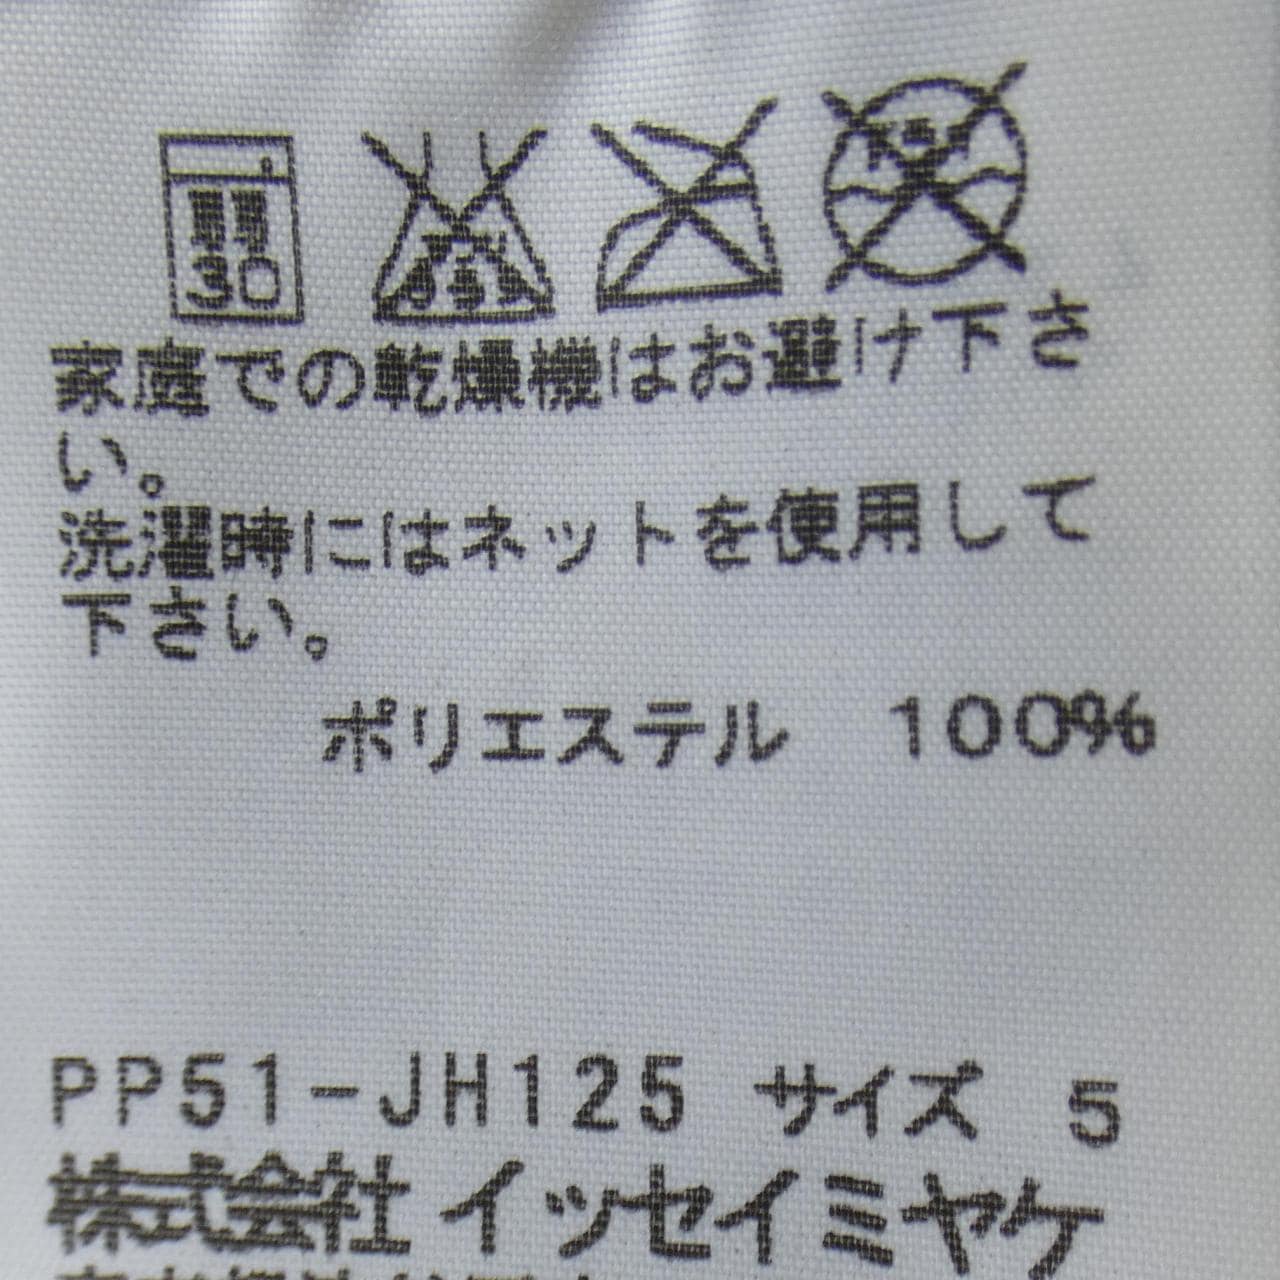 弱
30
家庭での乾燥機はお避け下さ
い。
洗濯時にはネットを使用して
下さい。
ポリエステル 100%
PP51-JH125 サイズ 5
株式会社イッセイミヤケ